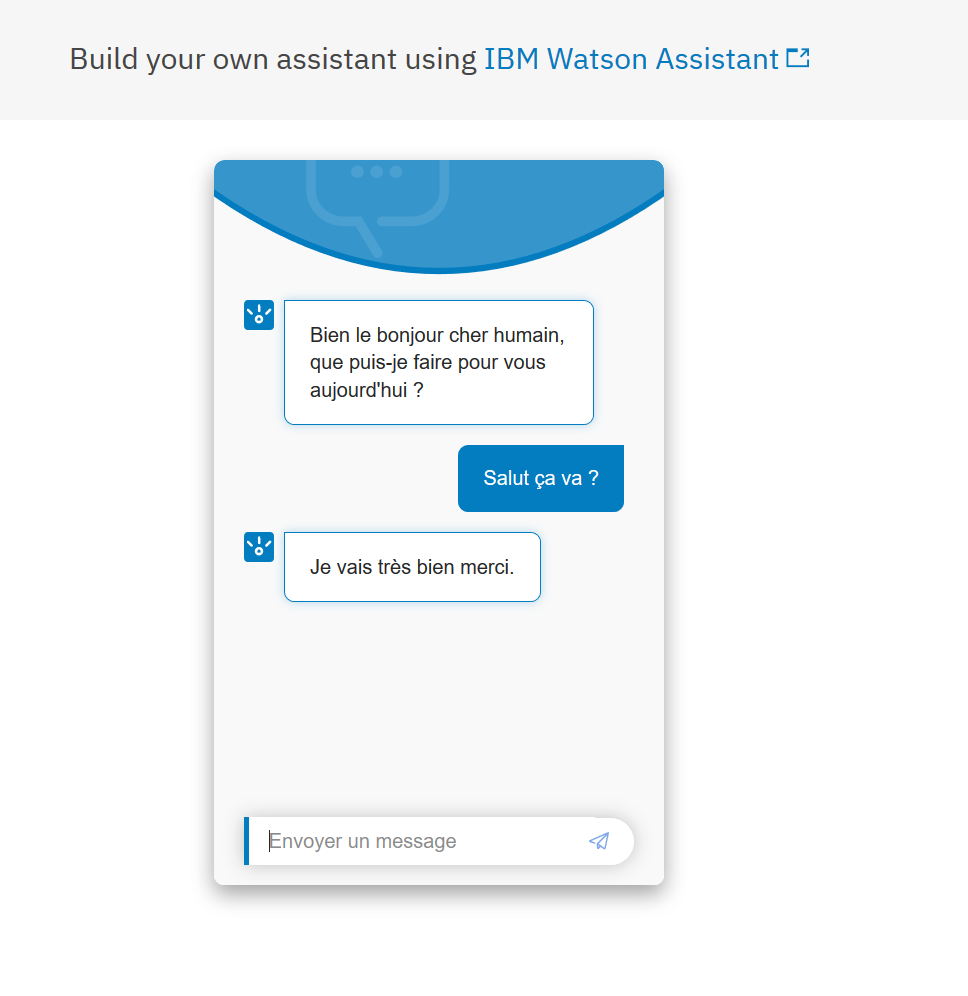 Build your own assistant using IBM Watson Assistant
Bien le bonjour cher humain,
que puis-je faire pour vous
aujourd'hui ?
Salut ça va ?
Je vais très bien merci.
Envoyer un message